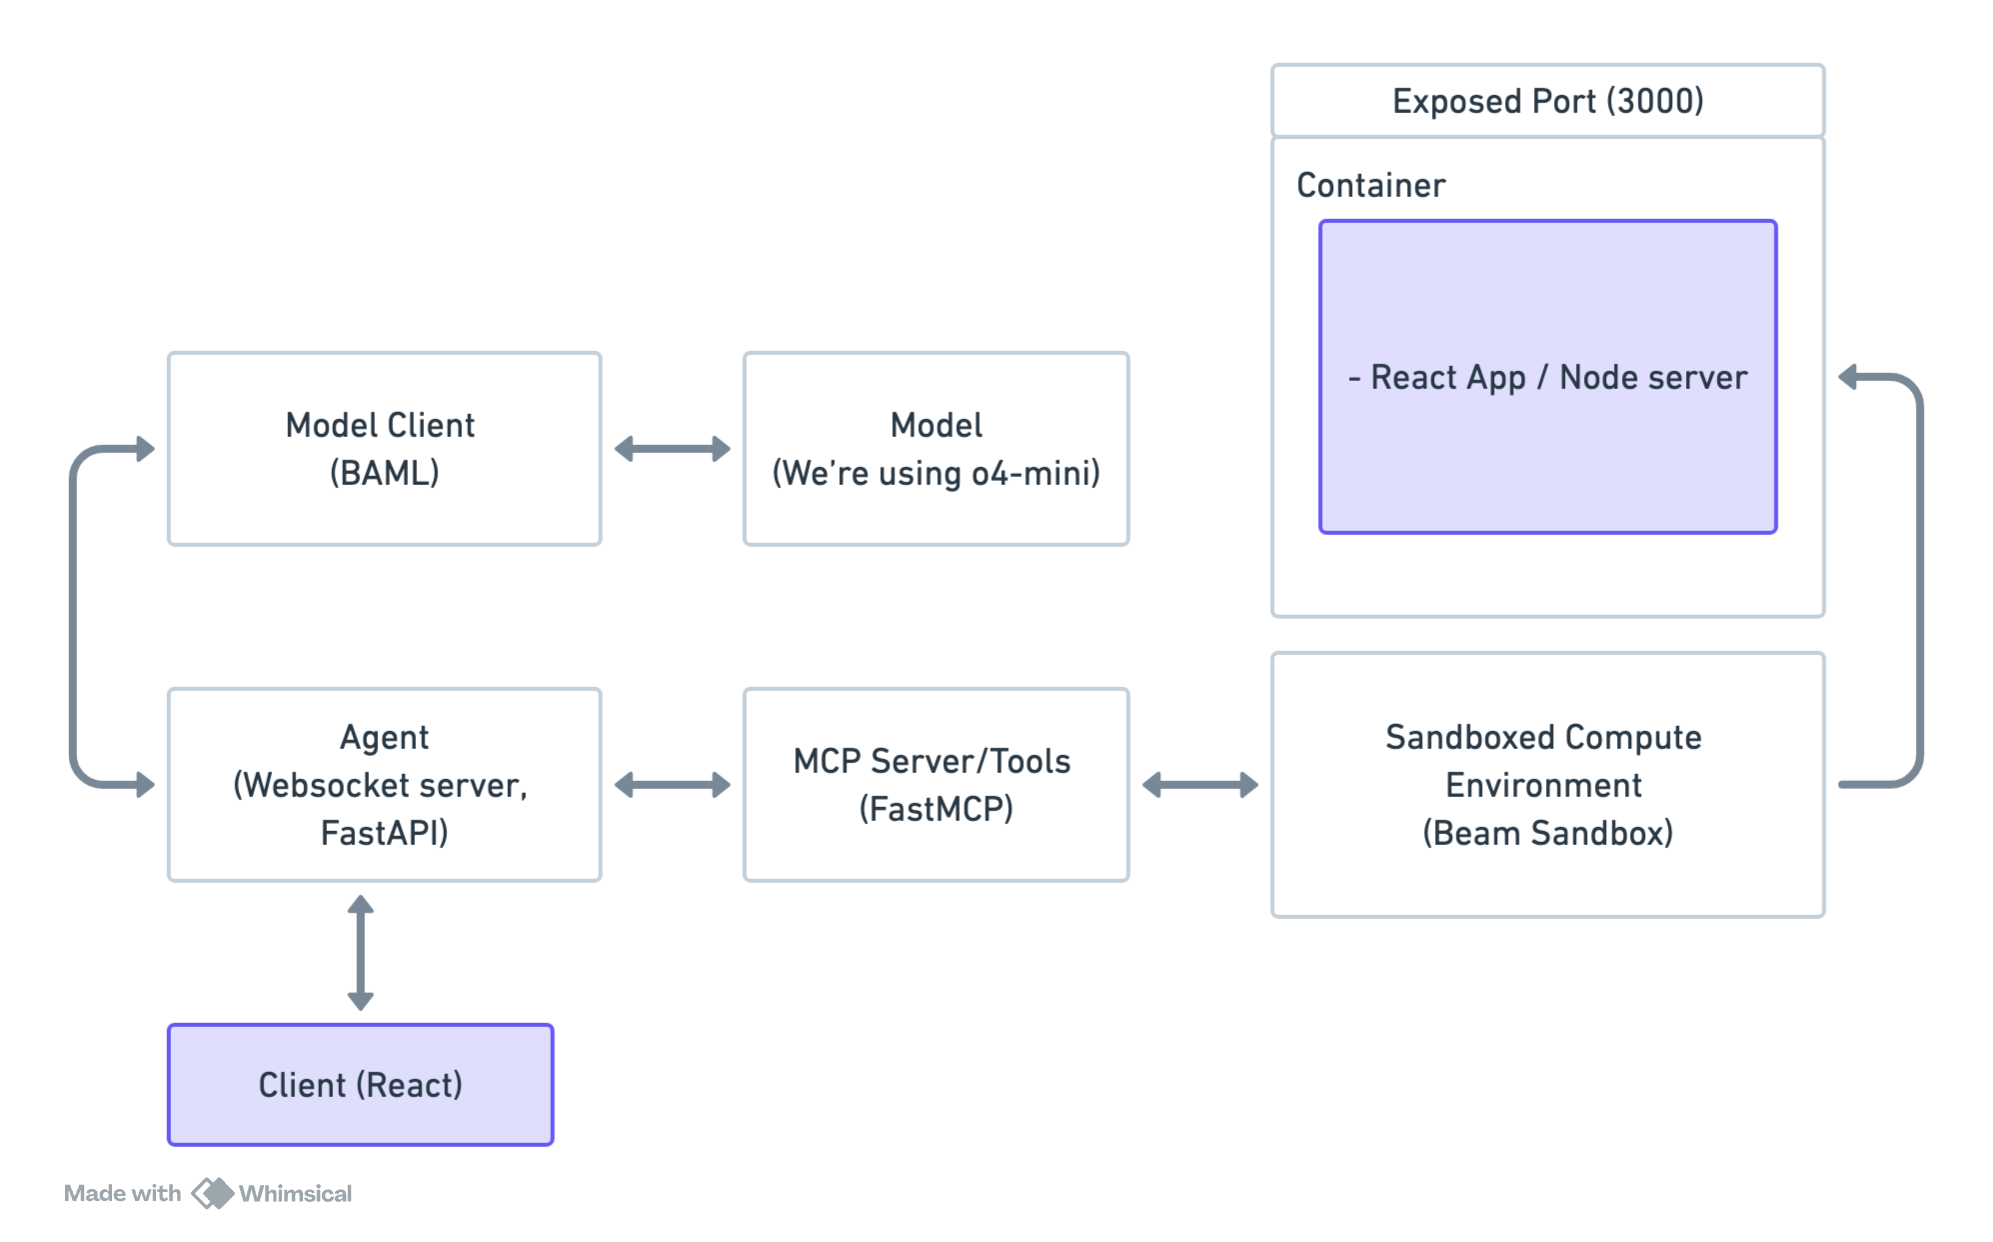 Exposed Port (3000)
Container
- React App / Node server
Model Client
(BAML)
Model
(We're using o4-mini)
Agent
(Websocket server,
FastAPI)
MCP Server/Tools
(FastMCP)
Sandboxed Compute
Environment
(Beam Sandbox)
Client (React)
Made with Whimsical